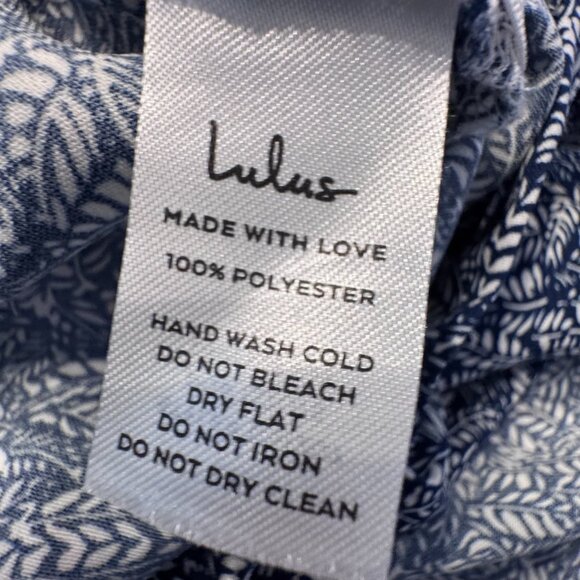 Lulus
MADE WITH LOVE
100% POLYESTER
HAND WASH COLD
DO NOT BLEACH
DRY FLAT
DO NOT IRON
DO NOT DRY CLEAN